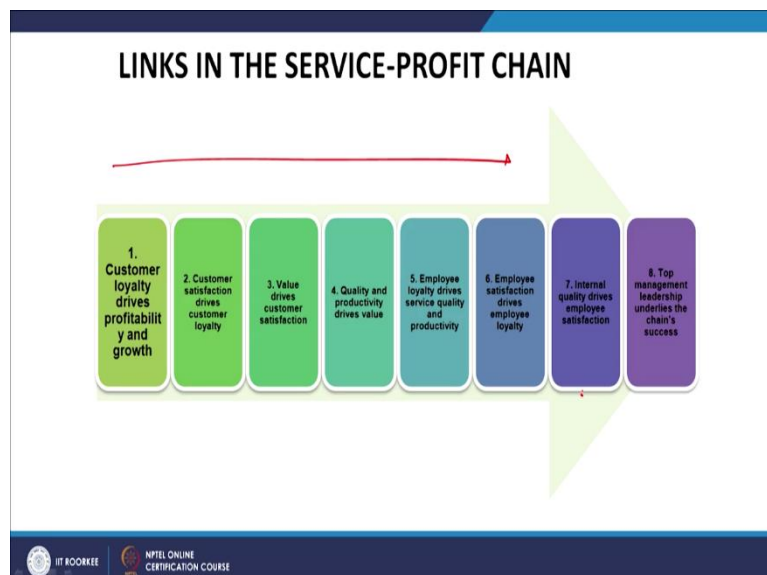 LINKS IN THE SERVICE-PROFIT CHAIN
1.
Customer
loyalty
drives
profitabilit
y and
growth
2. Customer
satisfaction
drives
customer
loyalty
3. Value
drives
customer
satisfaction
4. Quality and
productivity
drives value
5. Employee
loyalty drives
service quality
and
productivity
6. Employee
satisfaction
drives
employee
loyalty
7. Internal
quality drives
employee
satisfaction
8. Top
management
leadership
underlies the
chain's
success
IIT ROORKEE
NPTEL ONLINE
CERTIFICATION COURSE